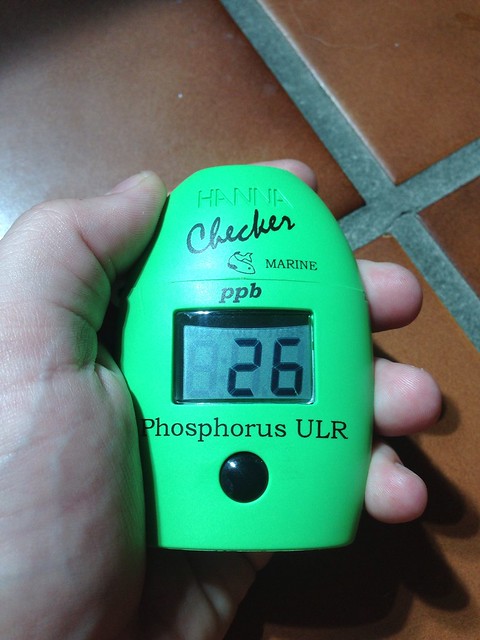 HANNA
Checker
MARINE
ppb
26
Phosphorus ULR